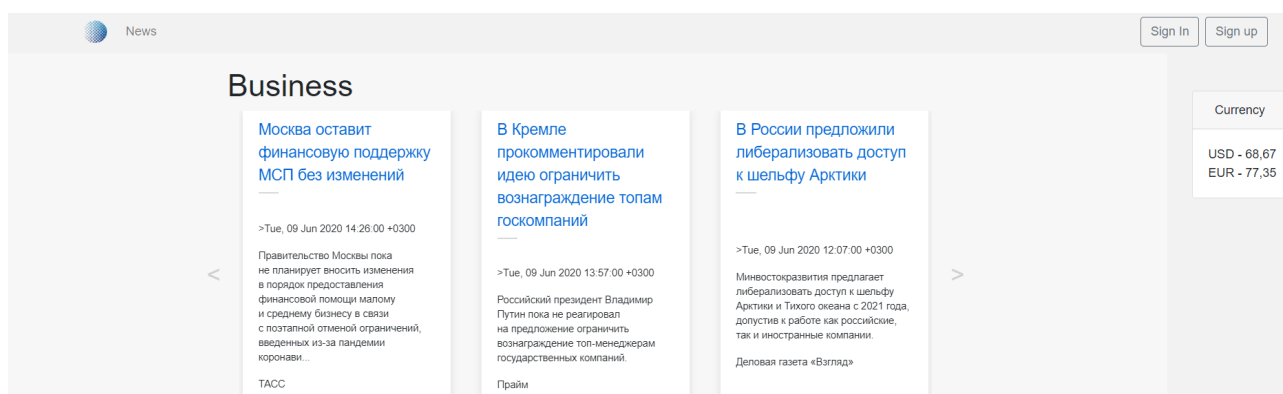 News
Sign In
Sign up
Business
Москва оставит
финансовую поддержку
МСП без изменений
>Tue, 09 Jun 2020 14:26:00 +0300
Правительство Москвы пока
не планирует вносить изменения
в порядок предоставления
финансовой помощи малому
и среднему бизнесу в связи
с поэтапной отменой ограничений,
введенных из-за пандемии
коронави...
ТАСС
В Кремле
прокомментировали
идею ограничить
вознаграждение топам
госкомпаний
>Tue, 09 Jun 2020 13:57:00 +0300
Российский президент Владимир
Путин пока не реагировал
на предложение ограничить
вознаграждение топ-менеджерам
государственных компаний.
Прайм
В России предложили
либерализовать доступ
к шельфу Арктики
>Tue, 09 Jun 2020 12:07:00 +0300
Минвостокразвития предлагает
либерализовать доступ к шельфу
Арктики и Тихого океана с 2021 года,
допустив к работе как российские,
так и иностранные компании.
Деловая газета «Взгляд»
<
>
Currency
USD - 68,67
EUR - 77,35